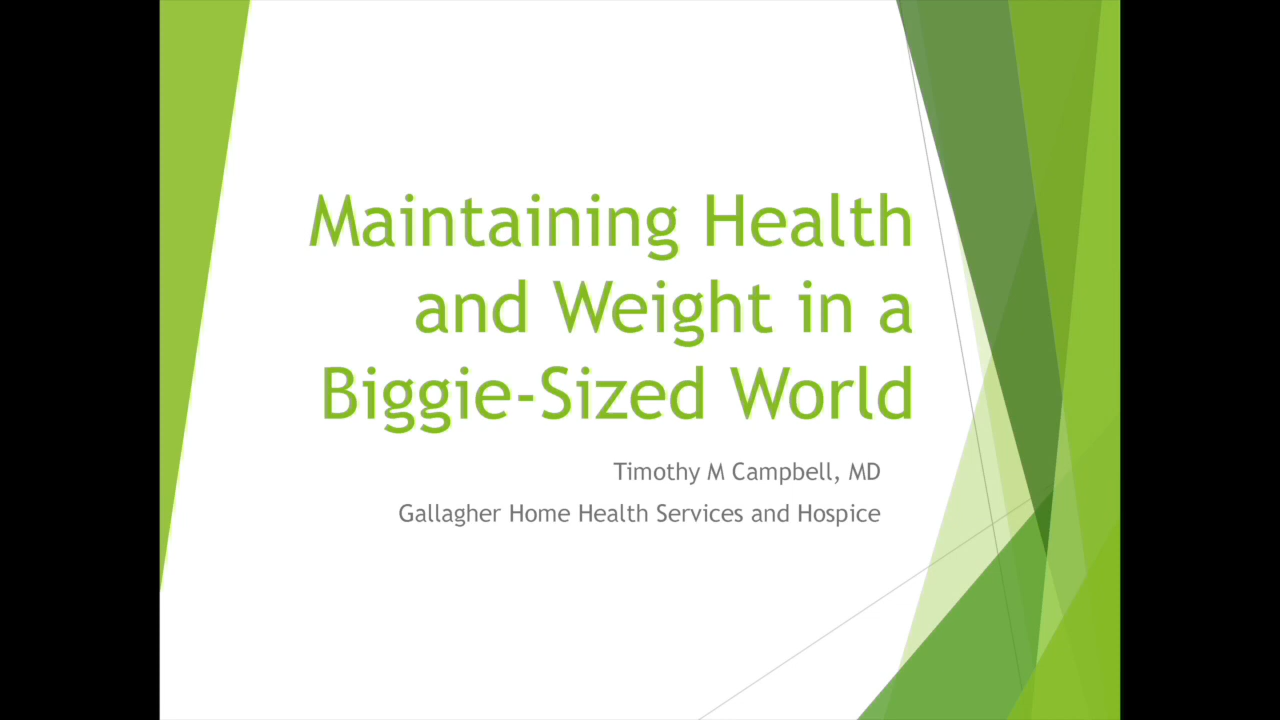 Maintaining Health
and Weight in a
Biggie-Sized World
Timothy M Campbell, MD
Gallagher Home Health Services and Hospice